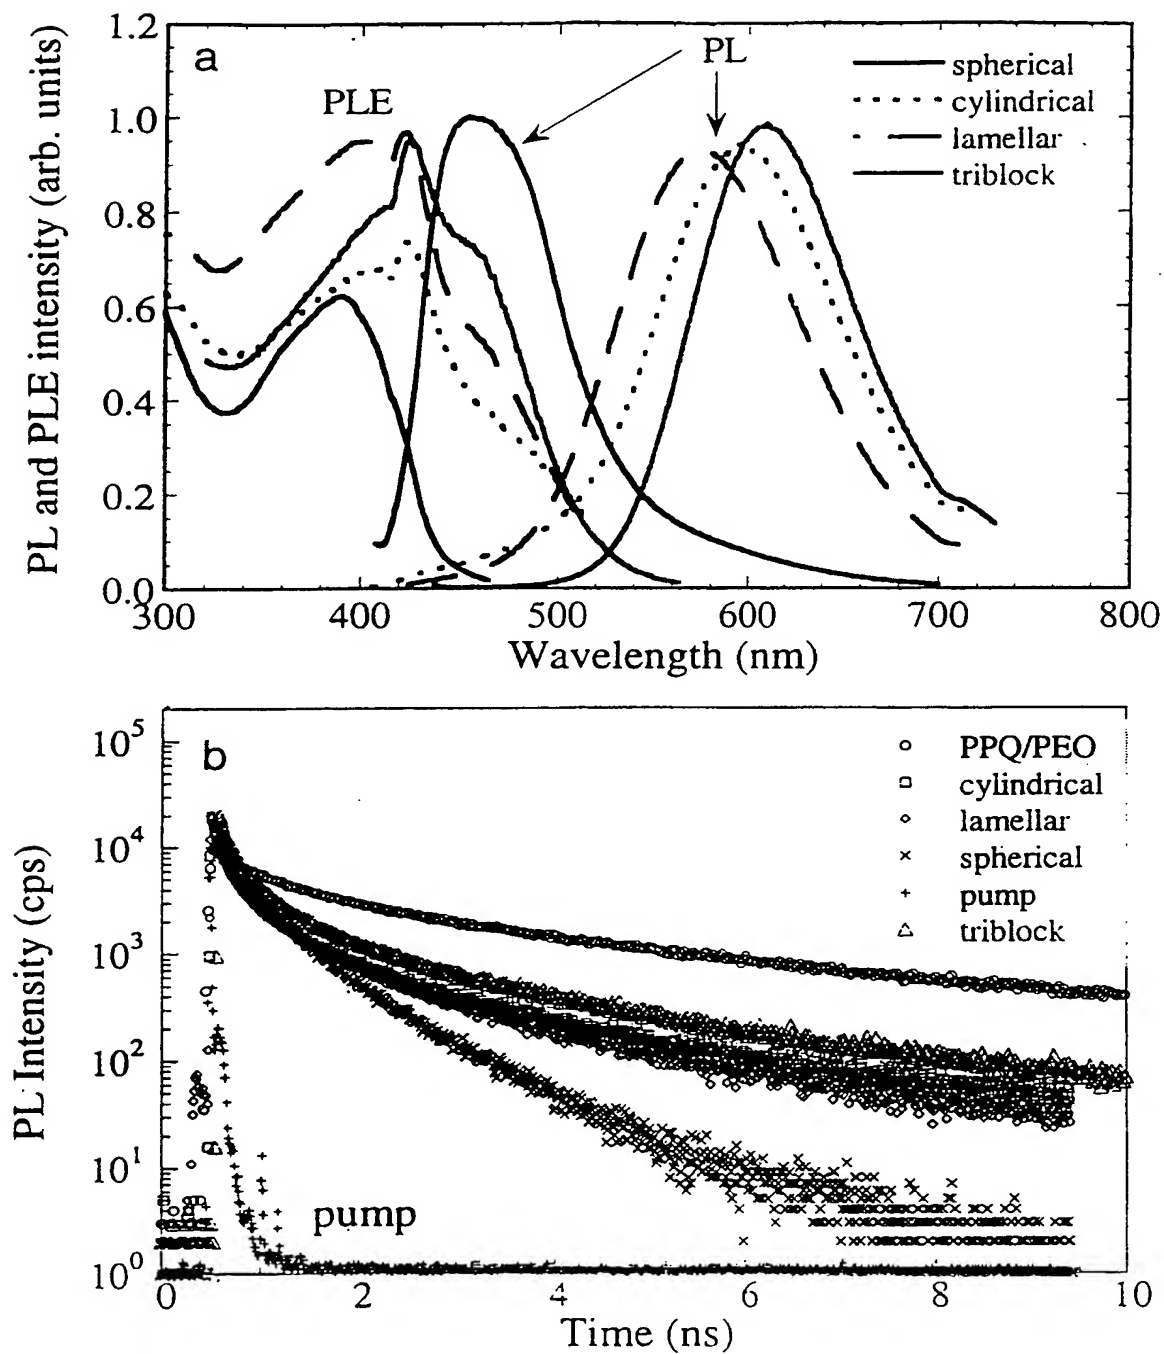 a
PLE
PL
spherical
cylindrical
lamellar
triblock
1.2
1.0
0.8
0.6
0.4
0.2
0.0
PL and PLE intensity (arb. units)
300 400 500 600 700 800
Wavelength (nm)
b
PPQ/PEO
cylindrical
lamellar
spherical
pump
triblock
10^5
10^4
10^3
10^2
10^1
10^0
PL Intensity (cps)
pump
0 2 4 6 8 10
Time (ns)